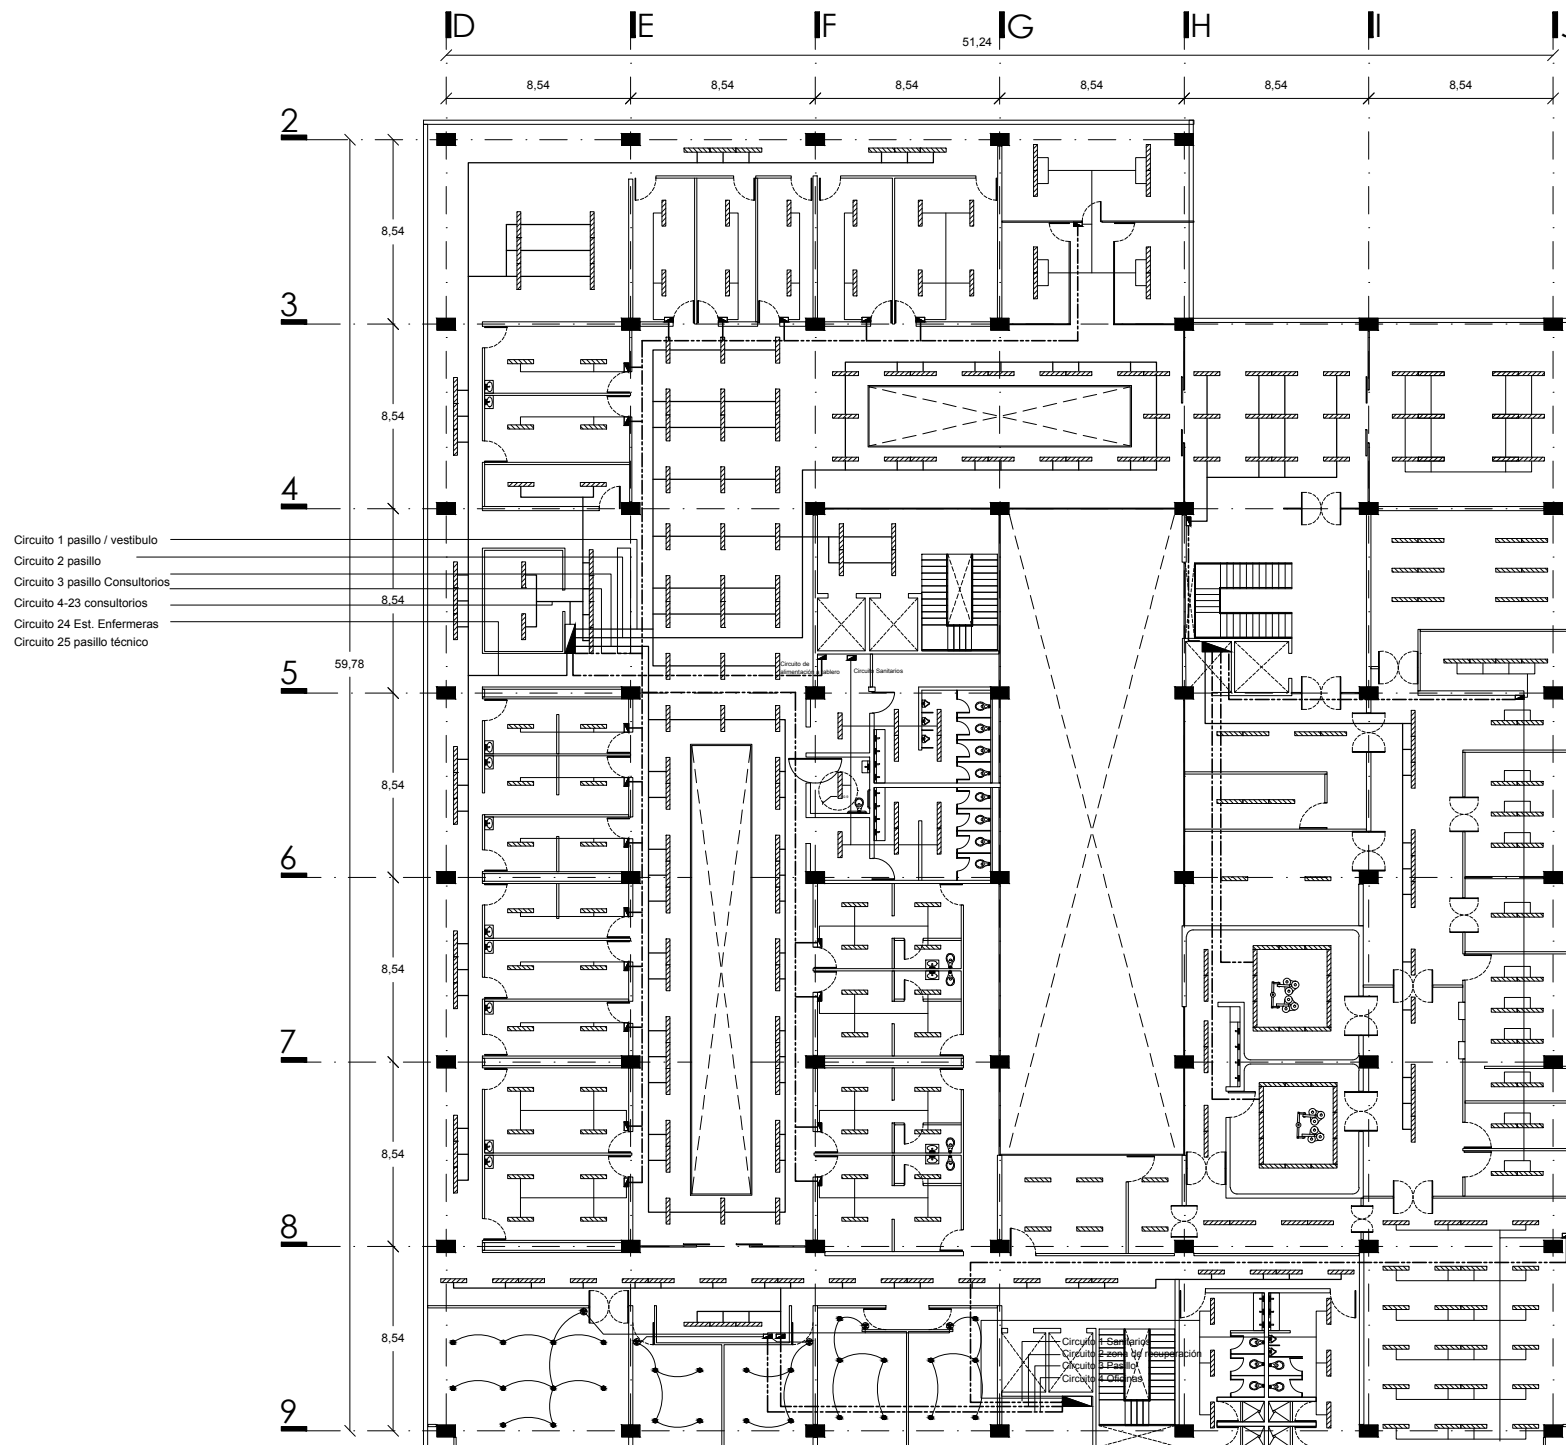 D E F G H I J
51,24
8,54 8,54 8,54 8,54 8,54 8,54
2
8,54
3
8,54
4
Circuito 1 pasillo / vestibulo
Circuito 2 pasillo
Circuito 3 pasillo Consultorios
Circuito 4-23 consultorios
8,54
Circuito 24 Est. Enfermeras
Circuito 25 pasillo técnico
59,78
5
Circuito de
alimentación a tablero
Circuito Sanitarios
8,54
6
8,54
7
8,54
8
8,54
Circuito 1 Sanitarios
Circuito 2 zona de recuperación
Circuito 3 Pasillo
Circuito 4 Oficinas
9